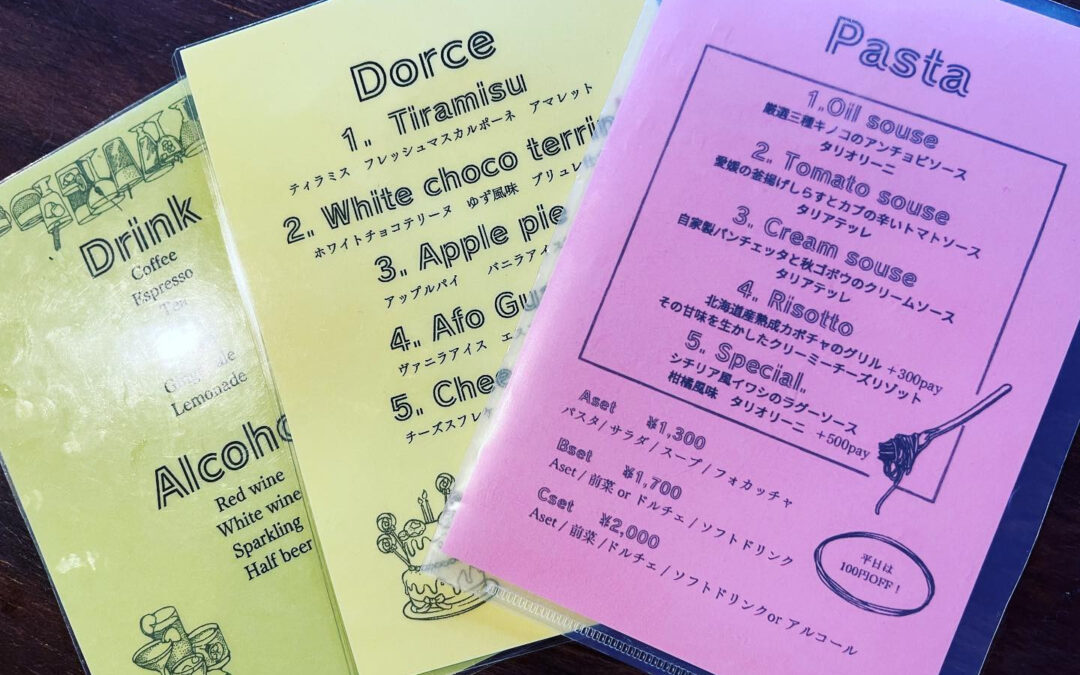 Drink
Coffee
Espresso
Lemonade
Alcoho
Red wine
White wine
Sparkling
Half beer
Dorce
1. Tiramisu
ティラミス フレッシュマスカルポーネ アマレット
2. White choco terrin
ホワイトチョコテリーヌ ゆず風味 ブリュレ
3. Apple pie
アップルパイ バニラアイ
4. Afo Gu
ヴァニラアイス エス
5. Chee
チーズスフレ
Pasta
1. Oil souse
厳選三種キノコのアンチョビソース
タリオリーニ
2. Tomato souse
愛媛の釜揚げしらすとカブの辛いトマトソース
タリアテッレ
3. Cream souse
自家製パンチェッタと秋ゴボウのクリームソース
タリアテッレ
4. Risotto
北海道産熟成カボチャのグリル +300pay
その甘味を生かしたクリーミーチーズリゾット
5. Special.
シチリア風イワシのラグーソース
柑橘風味 タリオリーニ +500pay
Aset ¥1,300
パスタ/サラダ/スープ/フォカッチャ
Bset ¥1,700
Aset/前菜 or ドルチェ/ソフトドリンク
Cset ¥2,000
Aset/前菜/ドルチェ/ソフトドリンクor アルコール
平日は
100円OFF!